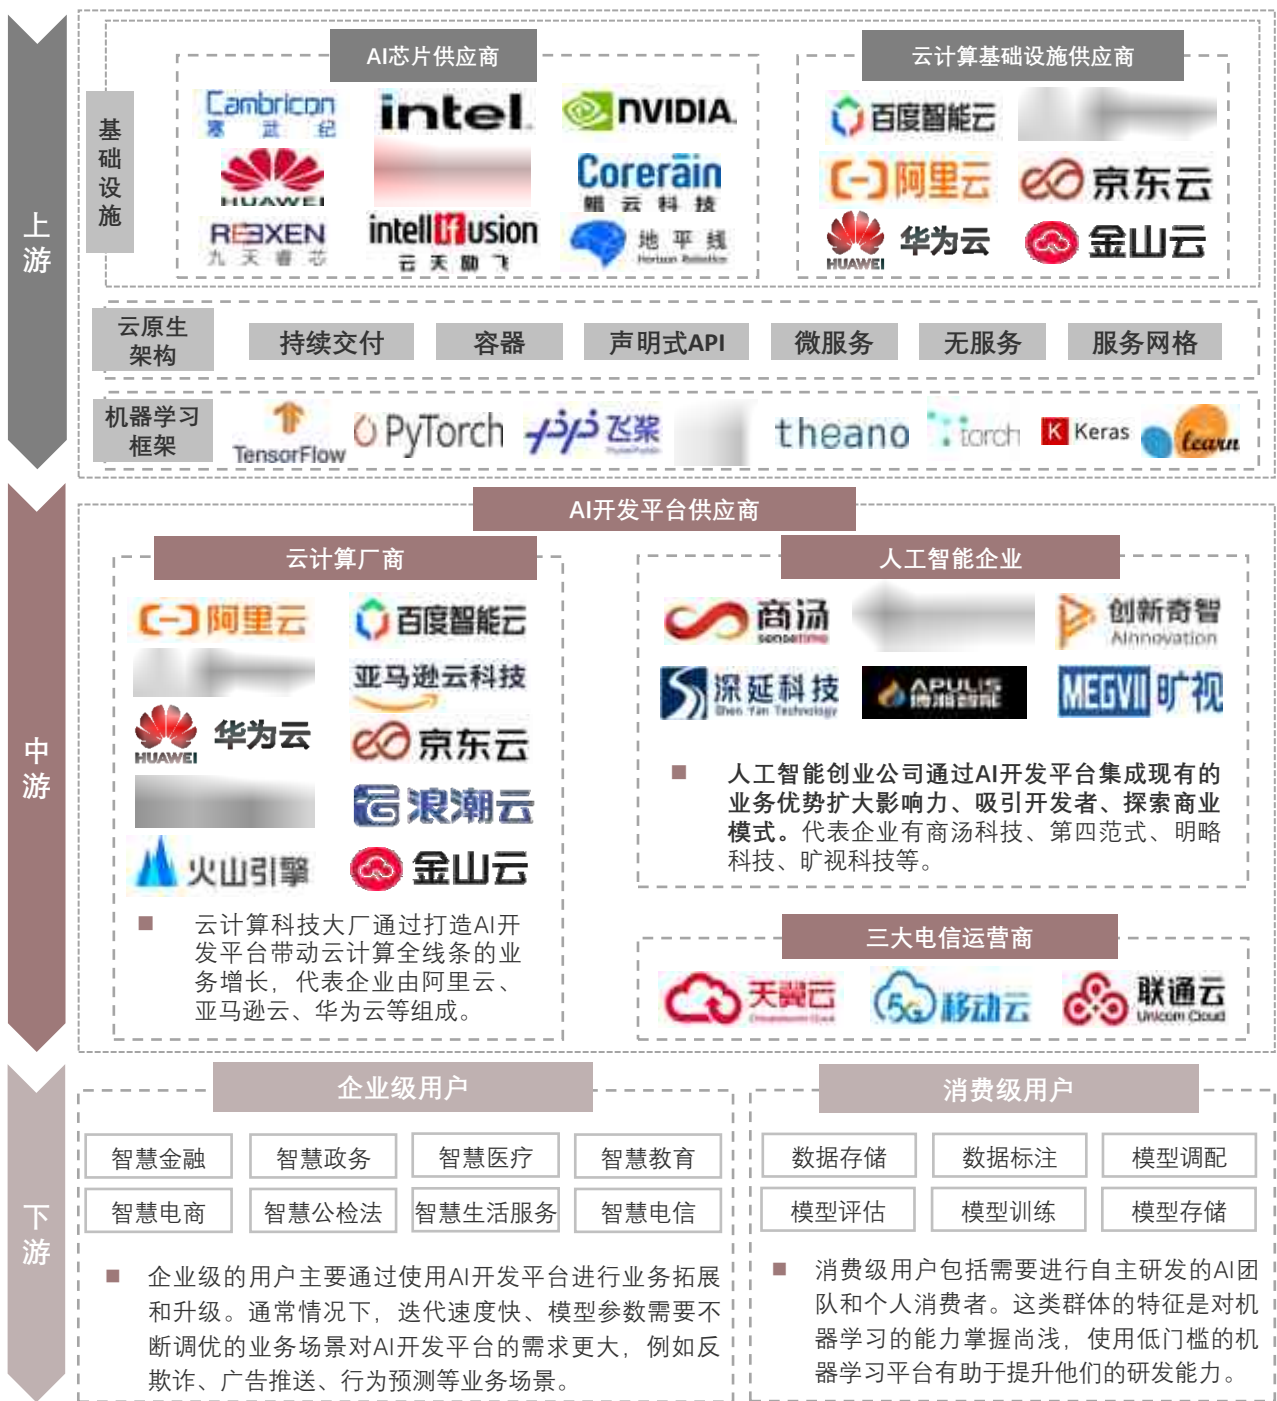 上游
基础设施
AI芯片供应商
Cambricon
寒武纪
intel
NVIDIA
HUAWEI
Corerain
鲲云科技
REEXEN
九天睿芯
intellifusion
云天励飞
地平线
Horizon Robotics
云计算基础设施供应商
百度智能云
阿里云
京东云
HUAWEI
华为云
金山云
云原生
架构
持续交付
容器
声明式API
微服务
无服务
服务网格
机器学习
框架
TensorFlow
PyTorch
飞桨
theano
torch
K Keras
learn
中游
AI开发平台供应商
云计算厂商
阿里云
百度智能云
亚马逊云科技
HUAWEI
华为云
京东云
浪潮云
火山引擎
金山云
云计算科技大厂通过打造AI开
发平台带动云计算全线条的业
务增长，代表企业由阿里云、
亚马逊云、华为云等组成。
人工智能企业
商汤
sensetime
创新奇智
AInnovation
深延科技
Shen Yan Technology
APULIS
MEGVII 旷视
人工智能创业公司通过AI开发平台集成现有的
业务优势扩大影响力、吸引开发者、探索商业
模式。代表企业有商汤科技、第四范式、明略
科技、旷视科技等。
三大电信运营商
天翼云
5G 移动云
联通云
Unicom Cloud
下游
企业级用户
智慧金融
智慧政务
智慧医疗
智慧教育
智慧电商
智慧公检法
智慧生活服务
智慧电信
企业级的用户主要通过使用AI开发平台进行业务拓展
和升级。通常情况下，迭代速度快、模型参数需要不
断调优的业务场景对AI开发平台的需求更大，例如反
欺诈、广告推送、行为预测等业务场景。
消费级用户
数据存储
数据标注
模型调配
模型评估
模型训练
模型存储
消费级用户包括需要进行自主研发的AI团
队和个人消费者。这类群体的特征是对机
器学习的能力掌握尚浅，使用低门槛的机
器学习平台有助于提升他们的研发能力。